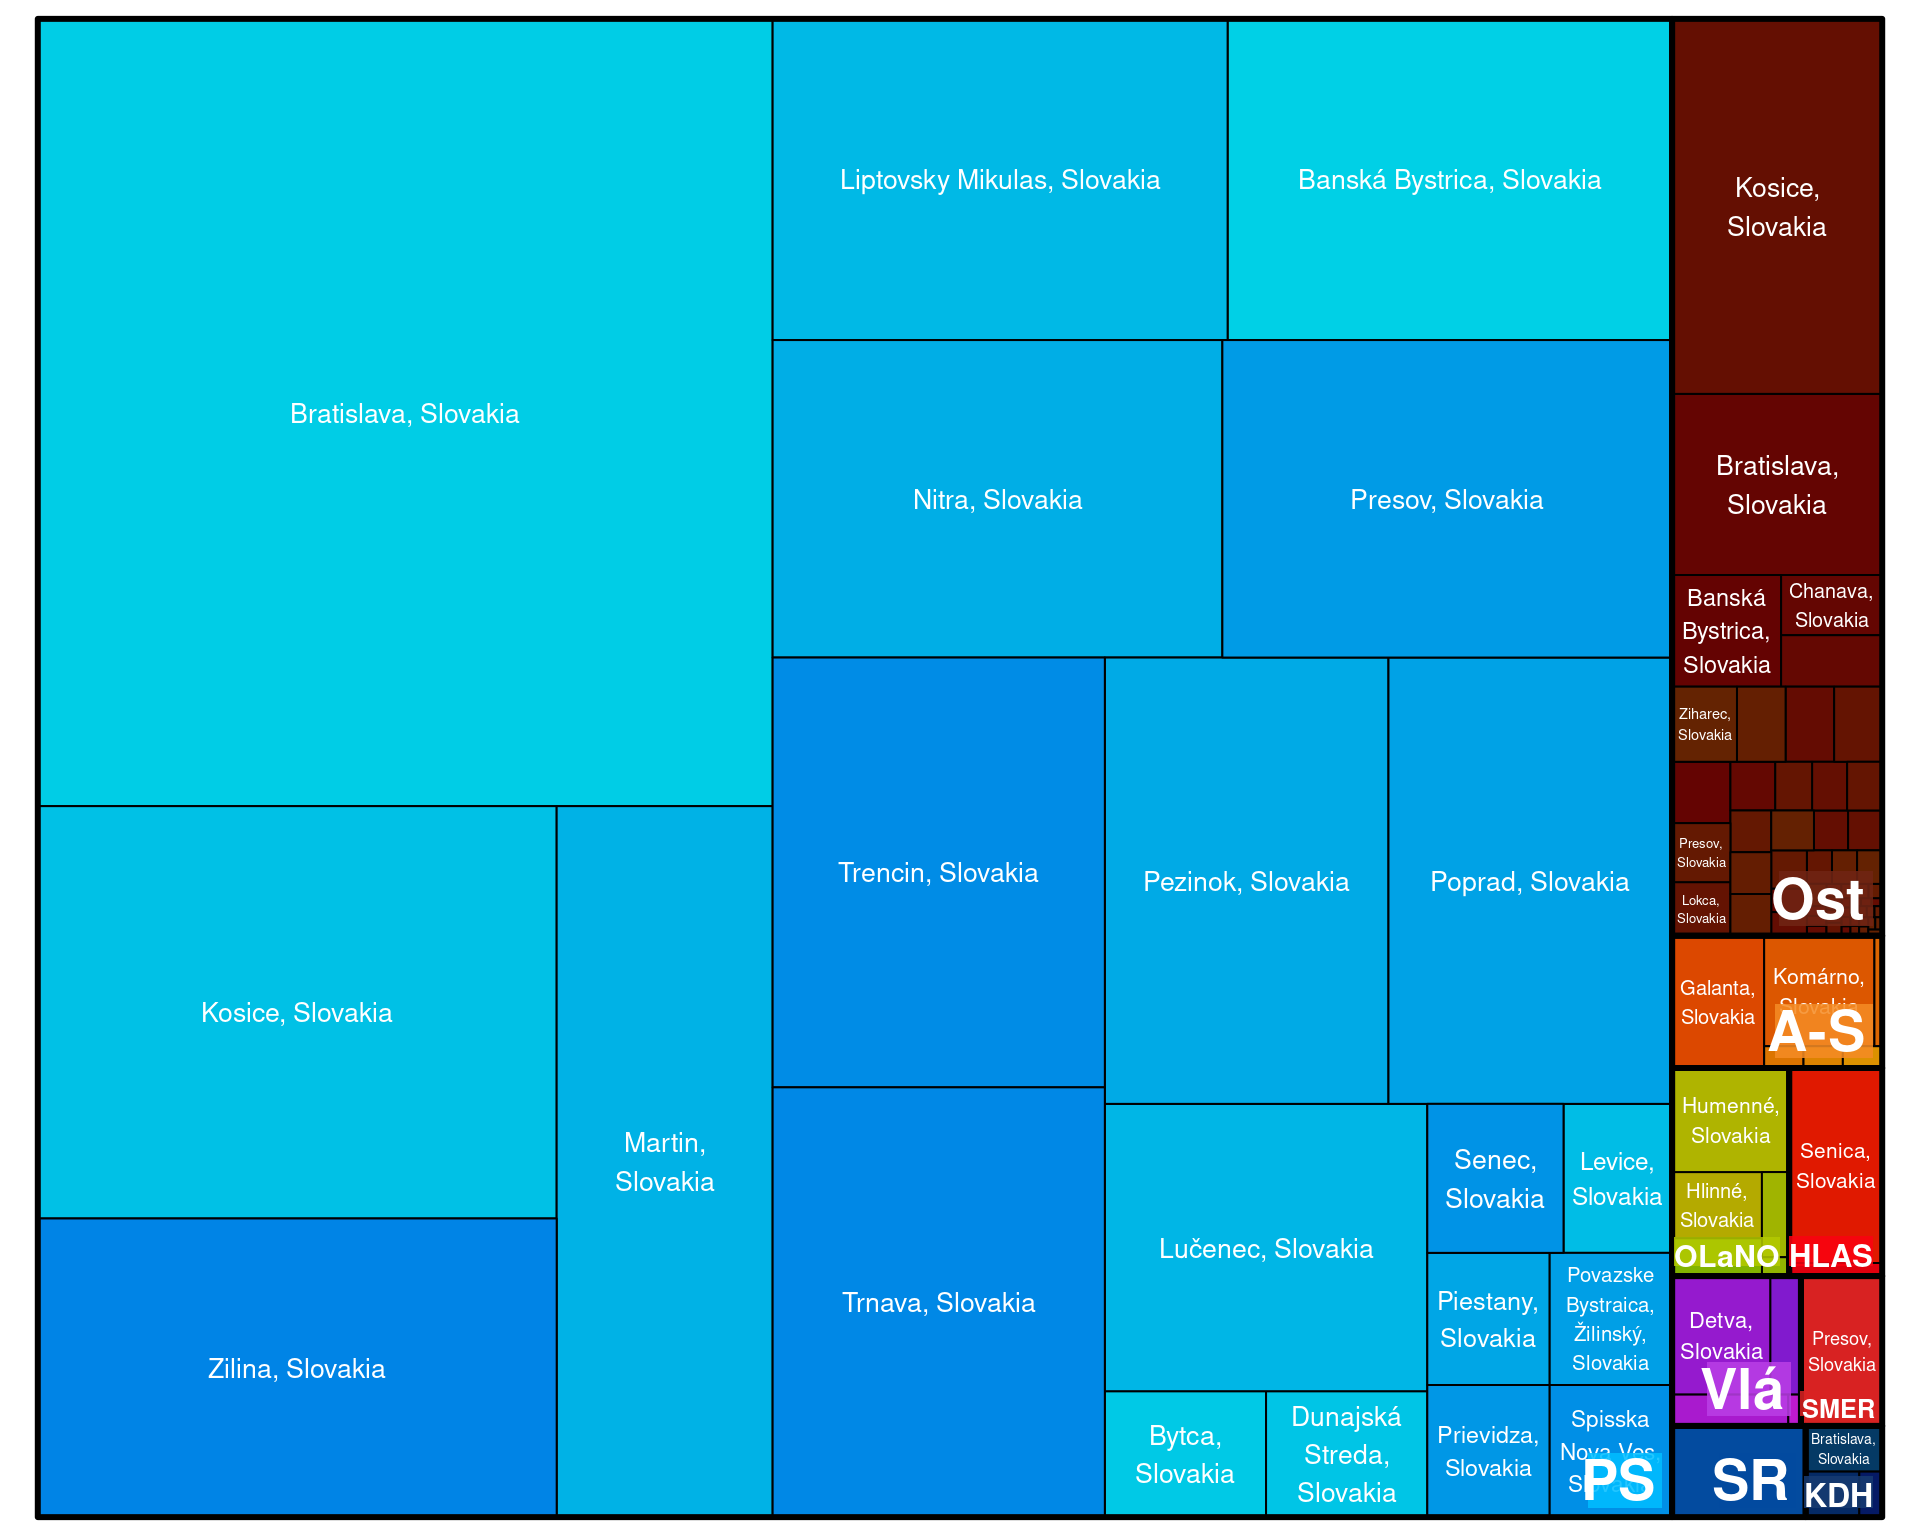 Bratislava, Slovakia
Liptovsky Mikulas, Slovakia
Banská Bystrica, Slovakia
Nitra, Slovakia
Presov, Slovakia
Kosice, Slovakia
Zilina, Slovakia
Martin,
Slovakia
Trencin, Slovakia
Trnava, Slovakia
Pezinok, Slovakia
Poprad, Slovakia
Lučenec, Slovakia
Bytca,
Slovakia
Dunajská
Streda,
Slovakia
Senec,
Slovakia
Levice,
Slovakia
Piestany,
Slovakia
Povazske
Bystraica,
Žilinský,
Slovakia
Prievidza,
Slovakia
Spisska
Nova Ves,
Slovakia
PS
Kosice,
Slovakia
Bratislava,
Slovakia
Banská
Bystrica,
Slovakia
Chanava,
Slovakia
Ziharec,
Slovakia
Presov,
Slovakia
Lokca,
Slovakia
Ost
Galanta,
Slovakia
Komárno,
Slovakia
A-S
Humenné,
Slovakia
Hlinné,
Slovakia
OLaNO
Senica,
Slovakia
HLAS
Detva,
Slovakia
Vlá
Presov,
Slovakia
SMER
SR
Bratislava,
Slovakia
KDH